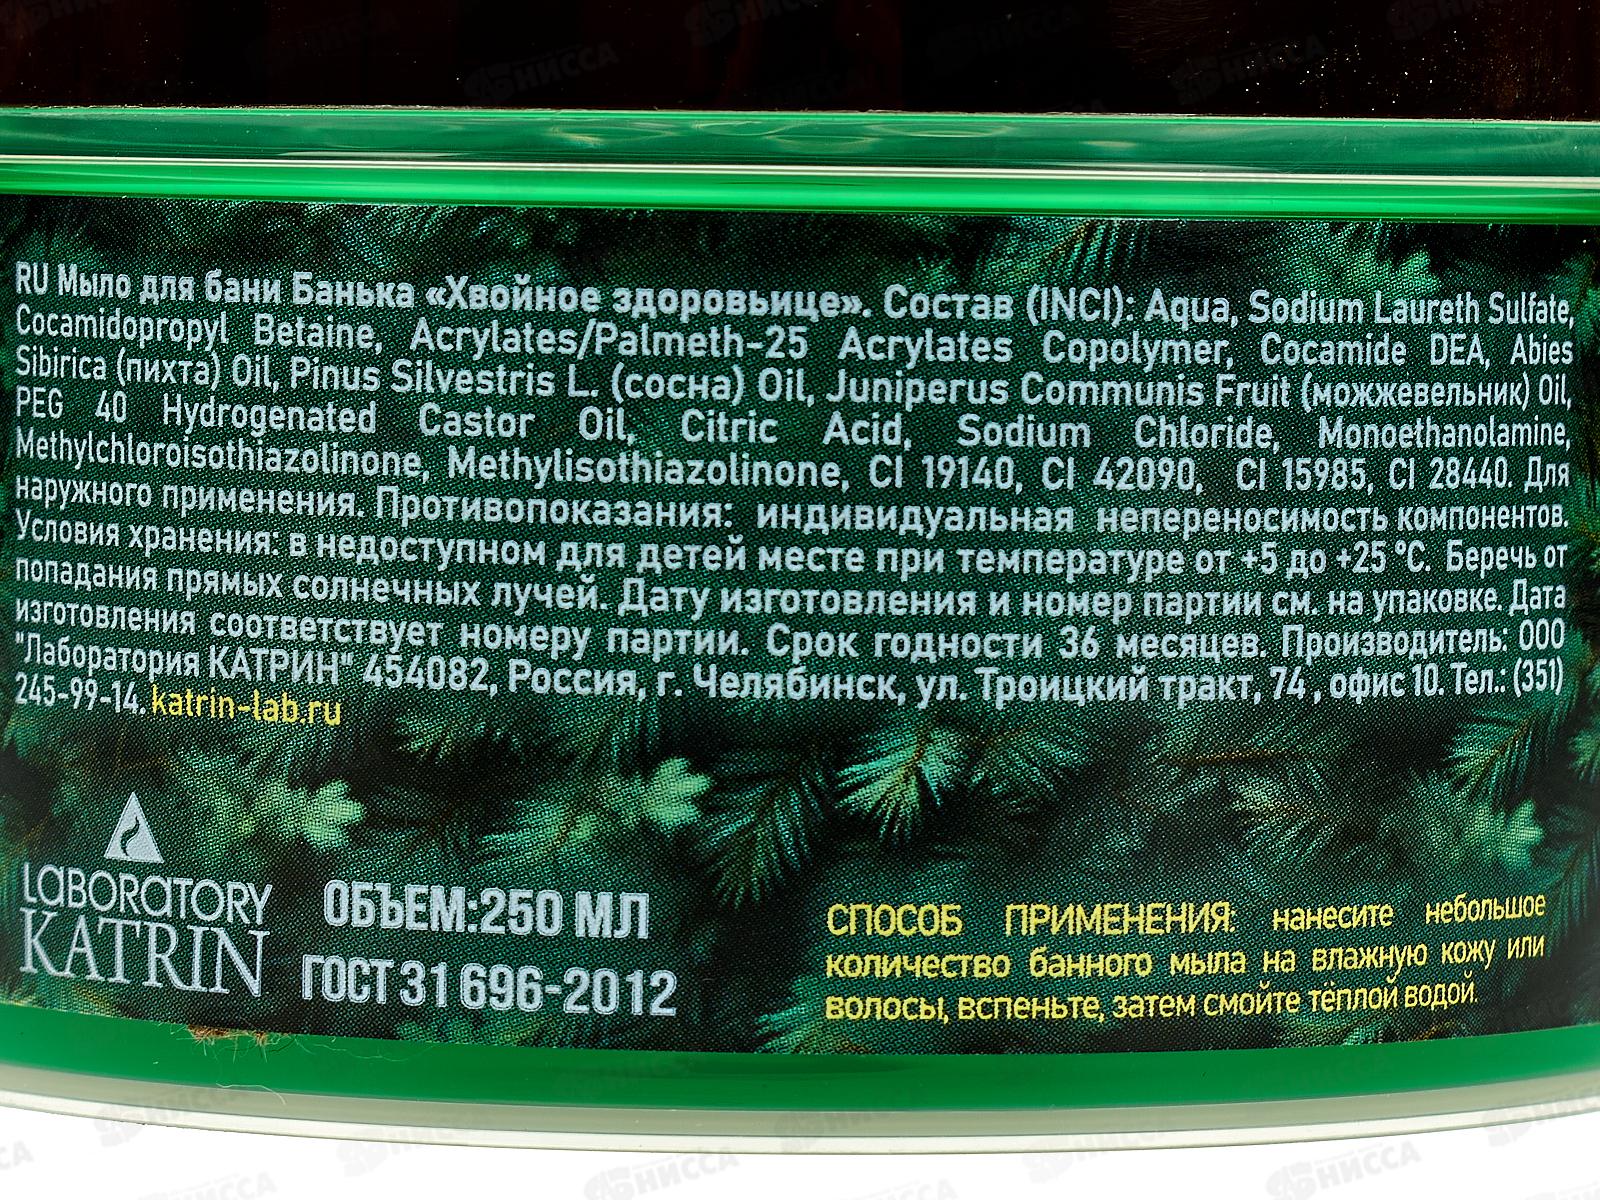 RU Мыло для бани Банька «Хвойное здоровьице». Состав (INCI): Aqua, Sodium Laureth Sulfate,
Cocamidopropyl Betaine, Acrylates/Palmeth-25 Acrylates Copolymer, Cocamide DEA, Abies
Sibirica (пихта) Oil, Pinus Silvestris L. (сосна) Oil, Juniperus Communis Fruit (можжевельник) Oil,
PEG 40 Hydrogenated Castor Oil, Citric Acid, Sodium Chloride, Monoethanolamine,
Methylchloroisothiazolinone, Methylisothiazolinone, CI 19140, CI 42090, CI 15985, CI 28440. Для
наружного применения. Противопоказания: индивидуальная непереносимость компонентов.
Условия хранения: в недоступном для детей месте при температуре от +5 до +25 °C. Беречь от
попадания прямых солнечных лучей. Дату изготовления и номер партии см. на упаковке. Дата
изготовления соответствует номеру партии. Срок годности 36 месяцев. Производитель: ООО
"Лаборатория КАТРИН" 454082, Россия, г. Челябинск, ул. Троицкий тракт, 74 , офис 10. Тел.: (351)
245-99-14. katrin-lab.ru
LABORATORY
KATRIN
ОБЪЕМ:250 МЛ
ГОСТ 31 696-2012
СПОСОБ ПРИМЕНЕНИЯ: нанесите небольшое
количество банного мыла на влажную кожу или
волосы, вспеньте, затем смойте тёплой водой.